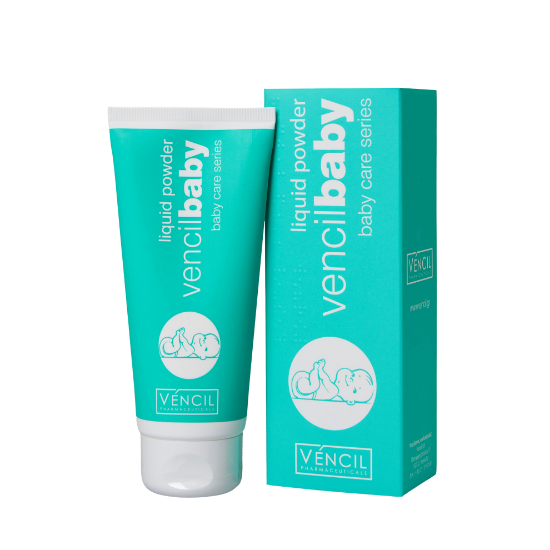 liquid powder
vencilbaby
baby care series
VÉNCIL
PHARMACEUTICALS
liquid powder
vencilbaby
baby care series
VÉNCIL
PHARMACEUTICALS
VÉNCIL